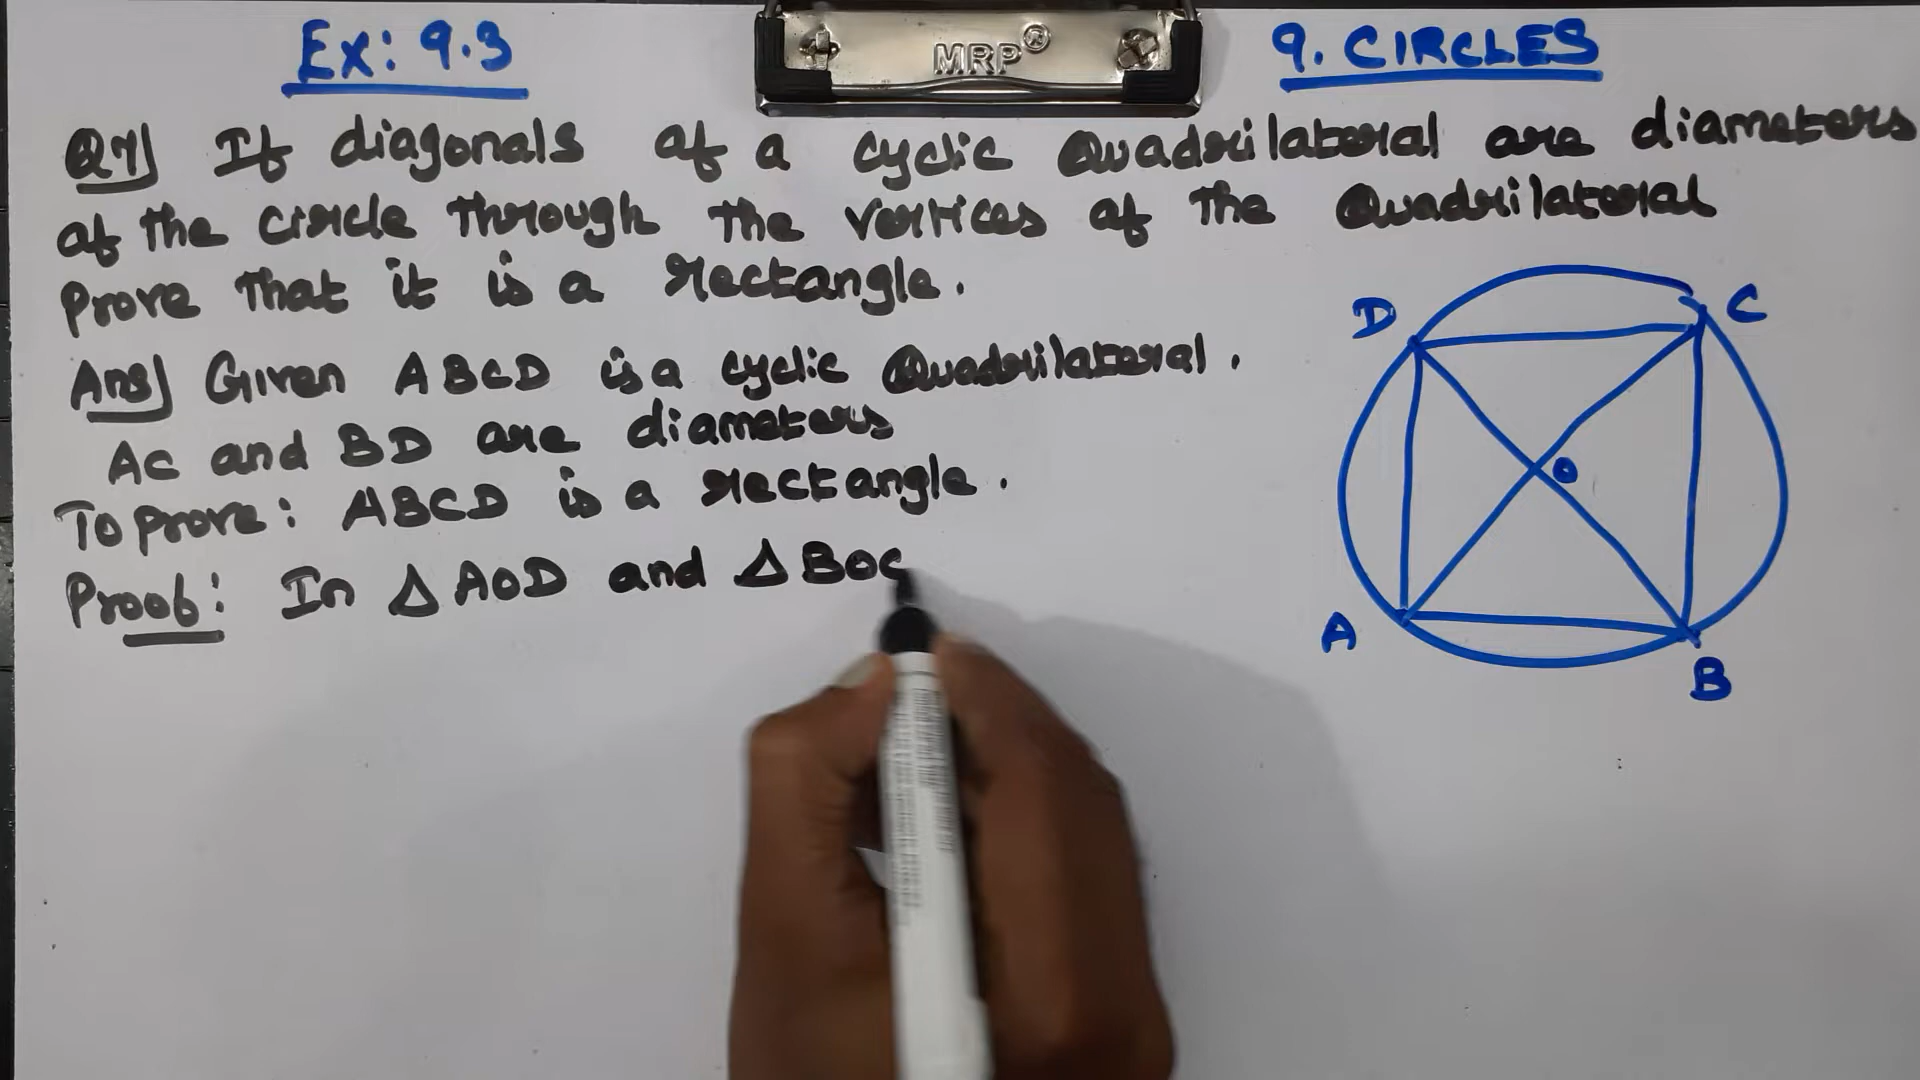 Ex: 9.3
MRP®
9. CIRCLES
Q7) If diagonals of a cyclic Quadrilateral are diameters
of the circle through the vertices of the Quadrilateral
Prove that it is a rectangle.
Ans) Given ABCD is a cyclic Quadrilateral.
AC and BD are diameters
To prove: ABCD is a rectangle.
Proof: In △ AOD and △ BOC
D
C
O
A
B